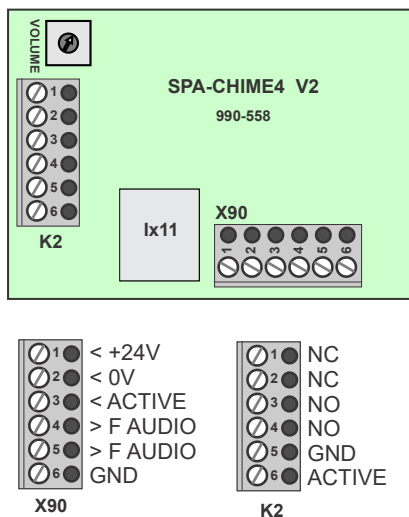 VOLUME
SPA-CHIME4 V2
990-558
1
2
3
4
5
6
K2
Ix11
X90
1 2 3 4 5 6
1 < +24V
2 < 0V
3 < ACTIVE
4 > F AUDIO
5 > F AUDIO
6 GND
X90
1 NC
2 NC
3 NO
4 NO
5 GND
6 ACTIVE
K2